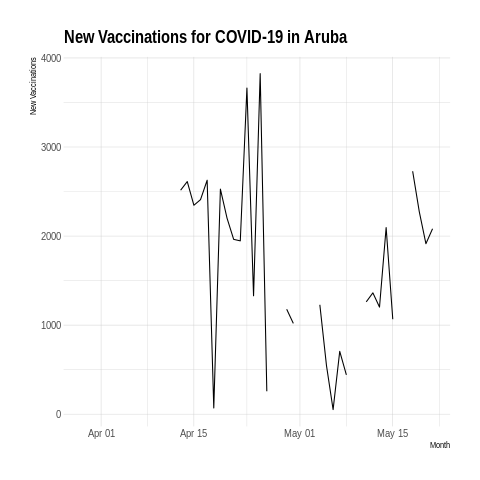 New Vaccinations for COVID-19 in Aruba
New Vaccinations
4000
3000
2000
1000
0
Apr 01
Apr 15
May 01
May 15
Month